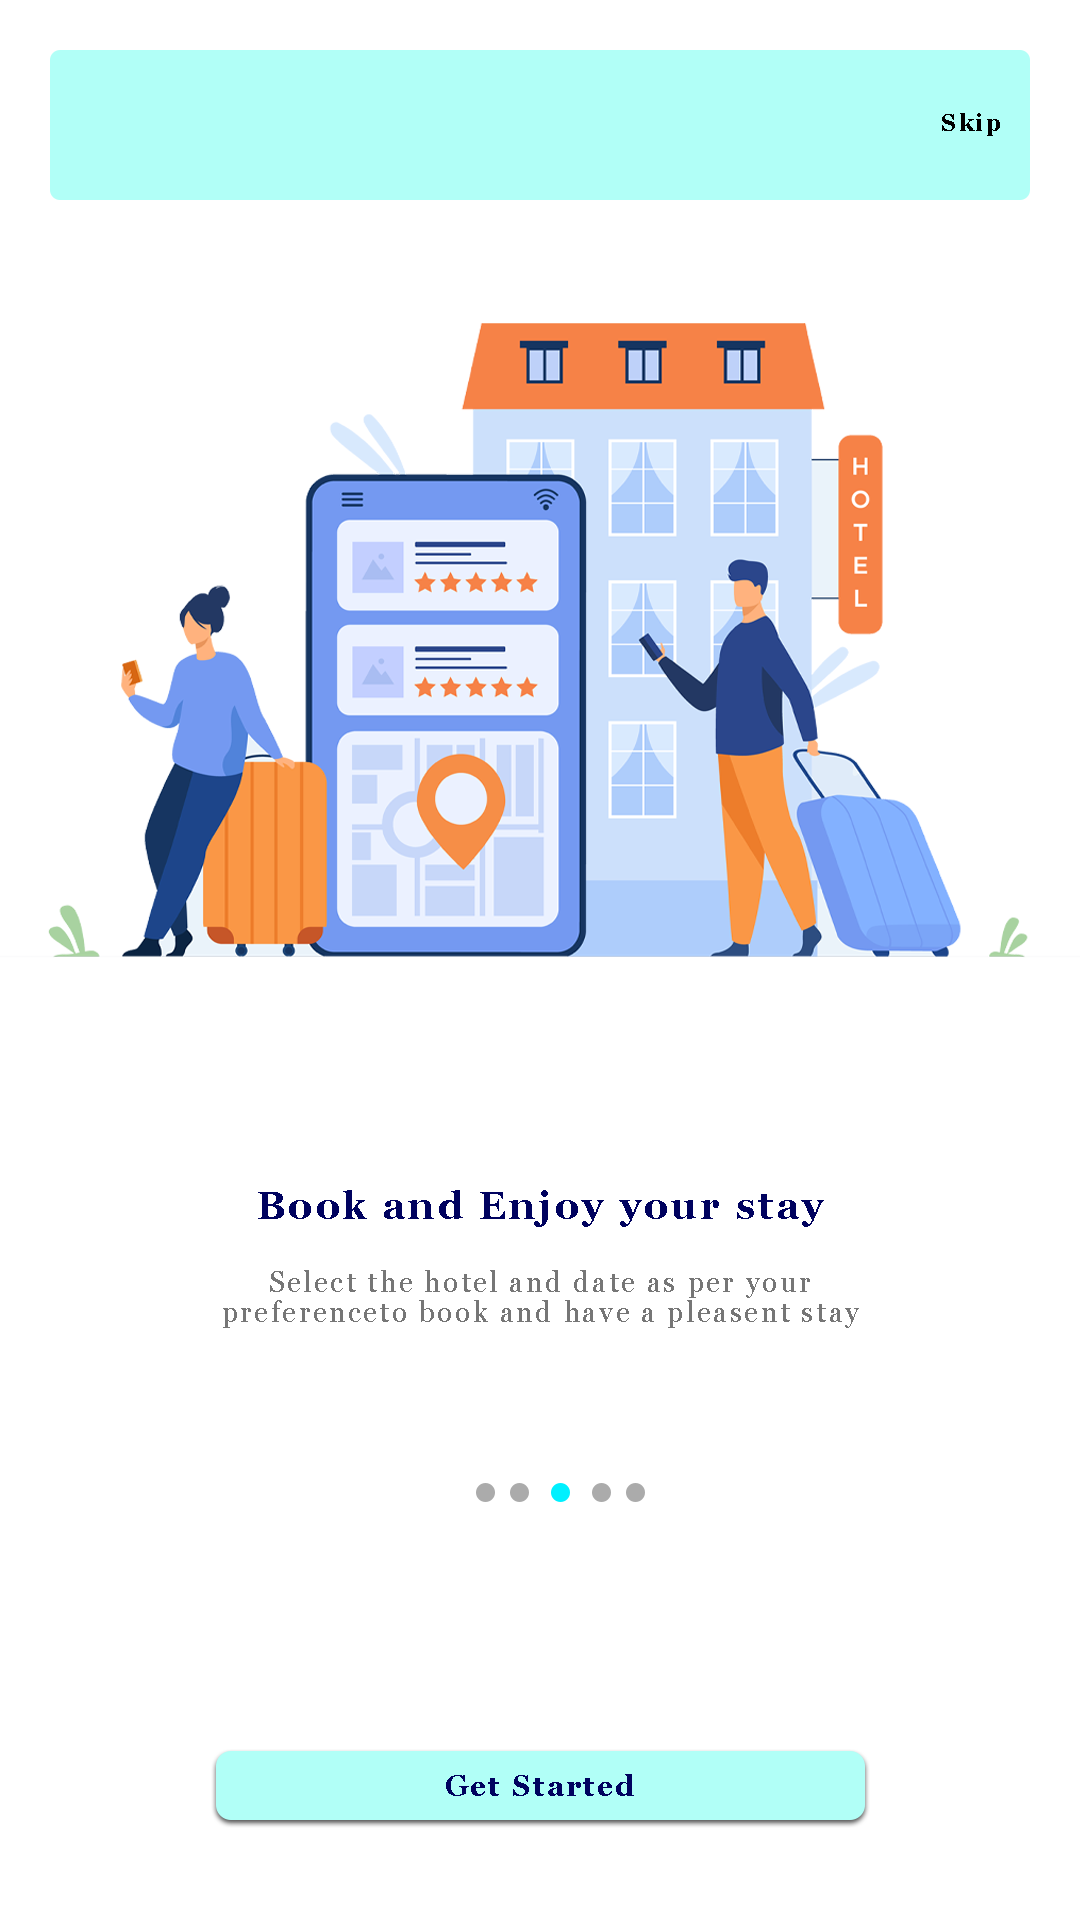 Skip
HOTEL
Book and Enjoy your stay
Select the hotel and date as per your
preferenceto book and have a pleasent stay
Get Started